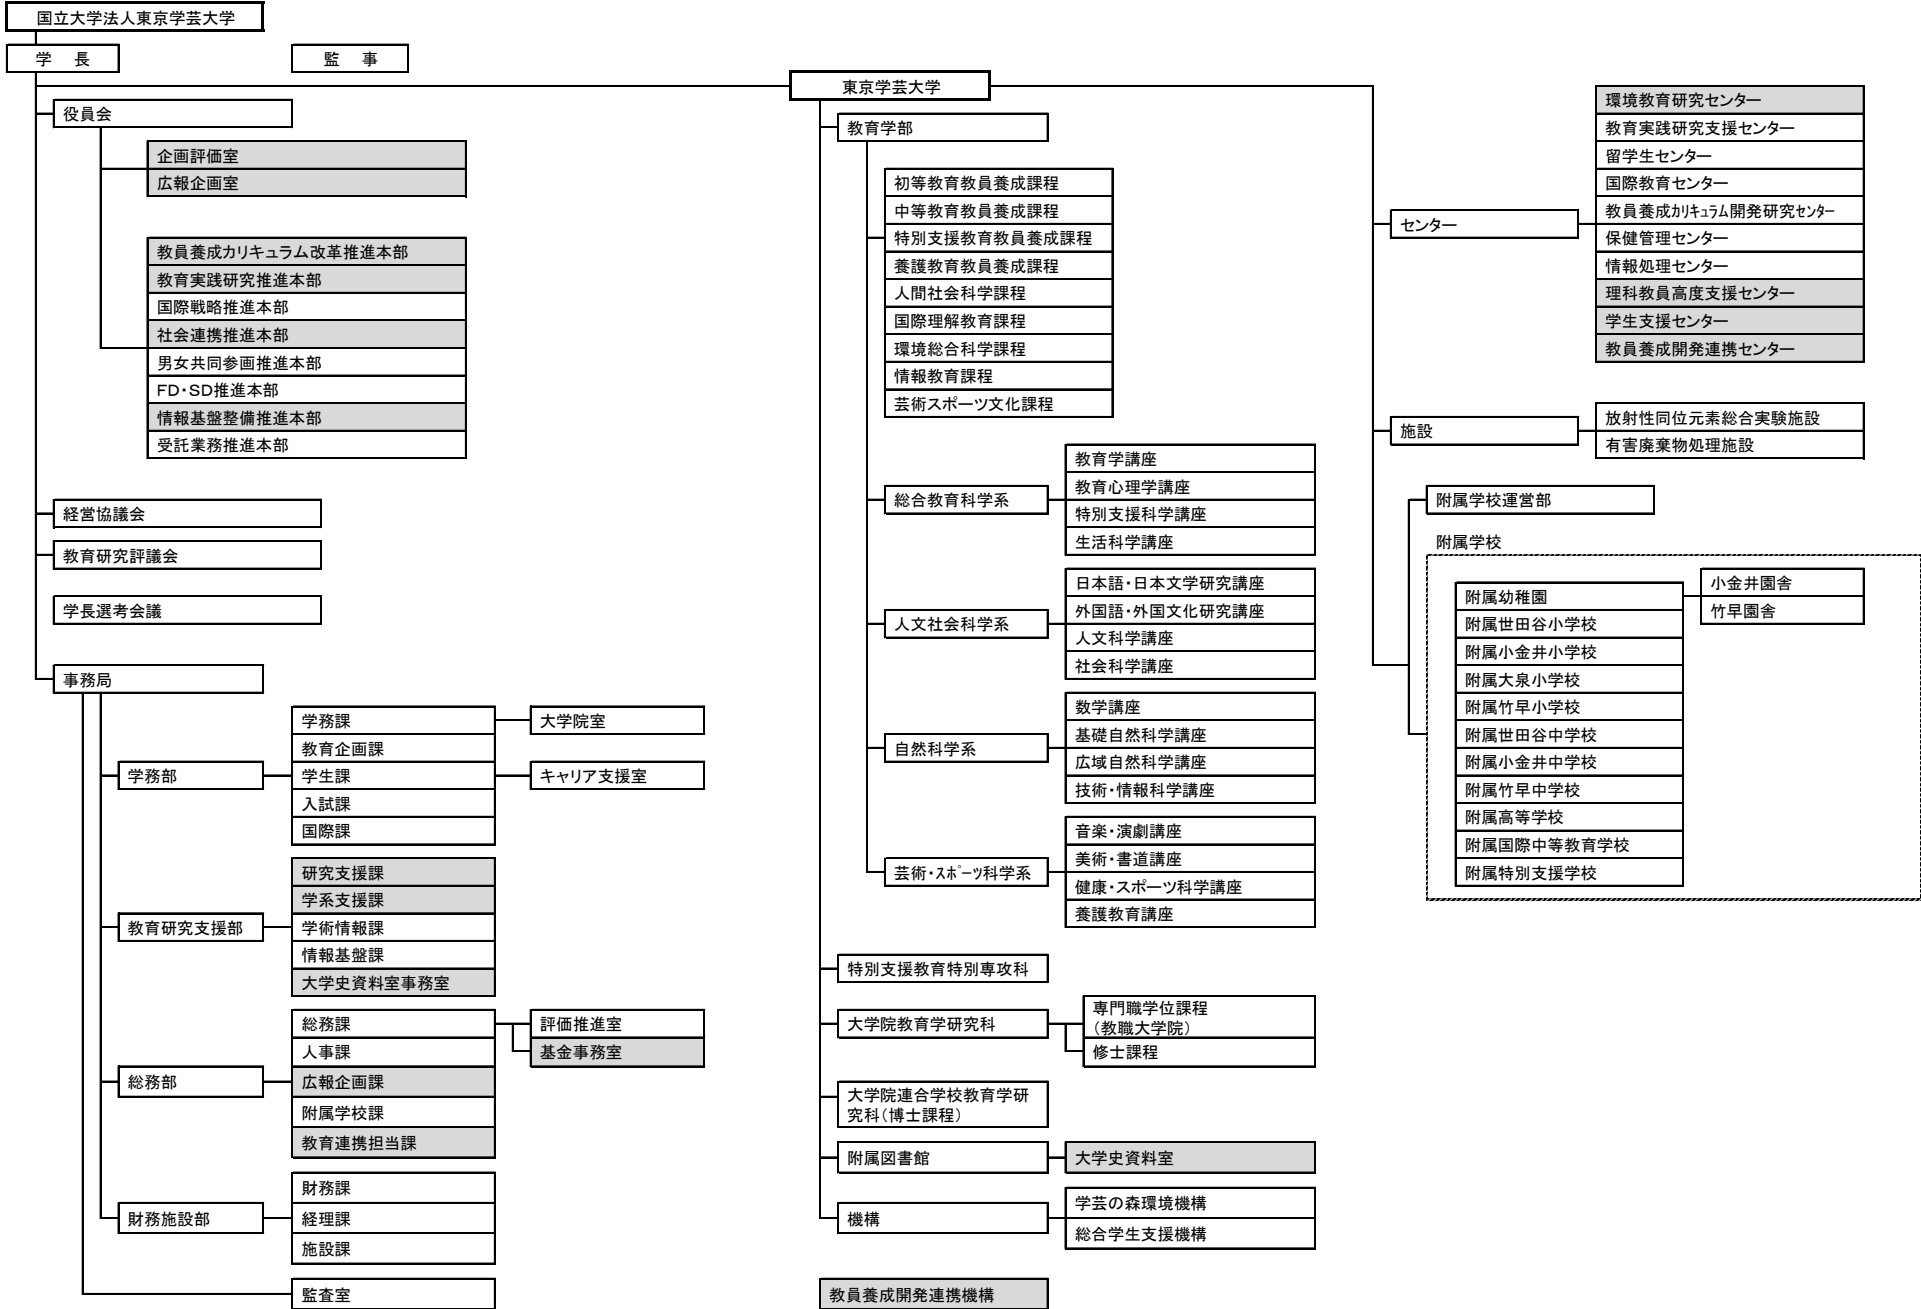 国立大学法人東京学芸大学
学　長
監　事
役員会
企画評価室
広報企画室
教員養成カリキュラム改革推進本部
教育実践研究推進本部
国際戦略推進本部
社会連携推進本部
男女共同参画推進本部
FD・SD推進本部
情報基盤整備推進本部
受託業務推進本部
経営協議会
教育研究評議会
学長選考会議
事務局
学務部
学務課
教育企画課
学生課
入試課
国際課
大学院室
キャリア支援室
教育研究支援部
研究支援課
学系支援課
学術情報課
情報基盤課
大学史資料室事務室
総務部
総務課
人事課
広報企画課
附属学校課
教育連携担当課
評価推進室
基金事務室
財務施設部
財務課
経理課
施設課
監査室
東京学芸大学
教育学部
初等教育教員養成課程
中等教育教員養成課程
特別支援教育教員養成課程
養護教育教員養成課程
人間社会科学課程
国際理解教育課程
環境総合科学課程
情報教育課程
芸術スポーツ文化課程
総合教育科学系
教育学講座
教育心理学講座
特別支援科学講座
生活科学講座
人文社会科学系
日本語・日本文学研究講座
外国語・外国文化研究講座
人文科学講座
社会科学講座
自然科学系
数学講座
基礎自然科学講座
広域自然科学講座
技術・情報科学講座
芸術・ｽﾎﾟｰﾂ科学系
音楽・演劇講座
美術・書道講座
健康・スポーツ科学講座
養護教育講座
特別支援教育特別専攻科
大学院教育学研究科
専門職学位課程
（教職大学院）
修士課程
大学院連合学校教育学研
究科（博士課程）
附属図書館
大学史資料室
機構
学芸の森環境機構
総合学生支援機構
教員養成開発連携機構
センター
環境教育研究センター
教育実践研究支援センター
留学生センター
国際教育センター
教員養成ｶﾘｷｭﾗﾑ開発研究ｾﾝﾀｰ
保健管理センター
情報処理センター
理科教員高度支援センター
学生支援センター
教員養成開発連携センター
施設
放射性同位元素総合実験施設
有害廃棄物処理施設
附属学校運営部
附属学校
附属幼稚園
附属世田谷小学校
附属小金井小学校
附属大泉小学校
附属竹早小学校
附属世田谷中学校
附属小金井中学校
附属竹早中学校
附属高等学校
附属国際中等教育学校
附属特別支援学校
小金井園舎
竹早園舎